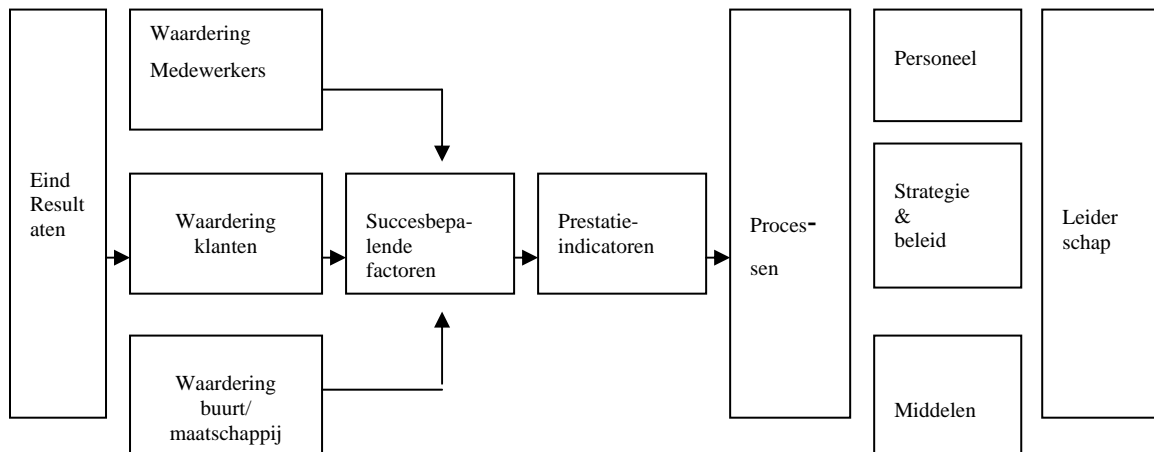 Eind
Result
aten
Waardering
Medewerkers
Waardering
klanten
Waardering
buurt/
maatschappij
Succesbepa-
lende
factoren
Prestatie-
indicatoren
Proces-
sen
Personeel
Strategie
&
beleid
Middelen
Leider
schap